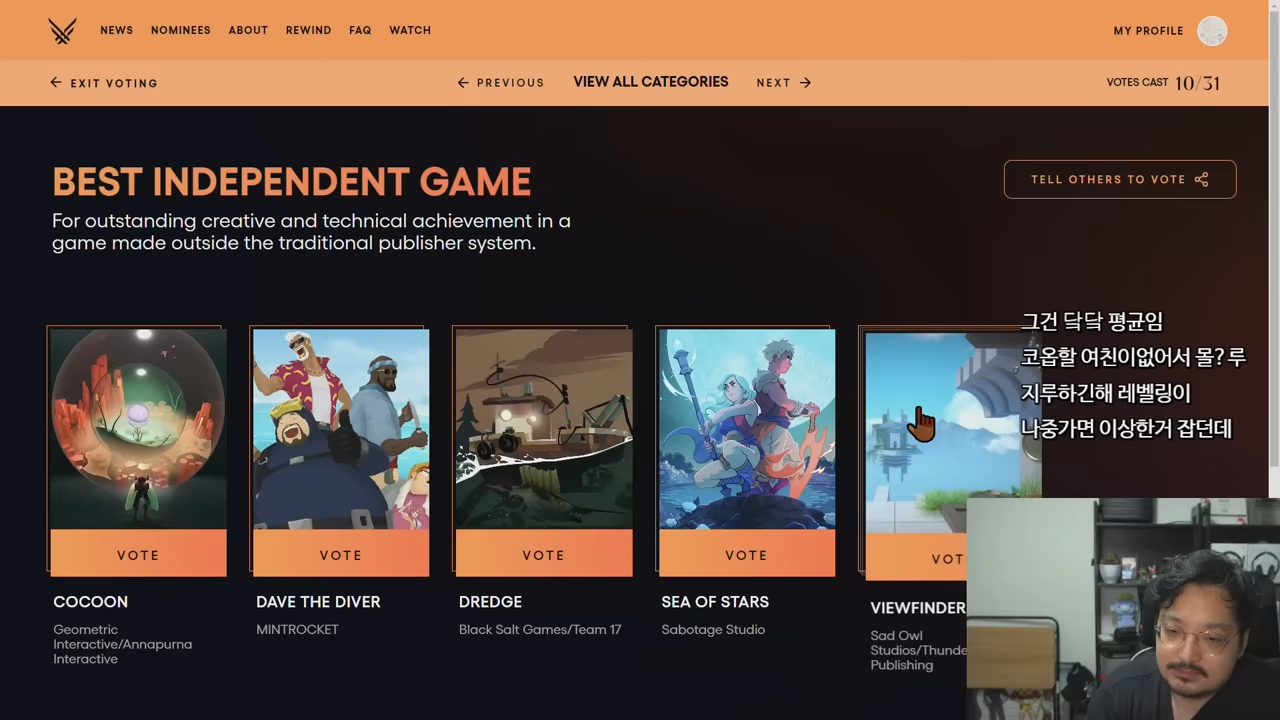 NEWS NOMINEES ABOUT REWIND FAQ WATCH MY PROFILE
EXIT VOTING PREVIOUS VIEW ALL CATEGORIES NEXT VOTES CAST 10/31
BEST INDEPENDENT GAME
TELL OTHERS TO VOTE
For outstanding creative and technical achievement in a
game made outside the traditional publisher system.
그건 닼닼 평균임
코옵할 여친이없어서 몰? 루
지루하긴해 레벨링이
나중가면 이상한거 잡던데
VOTE VOTE VOTE VOTE VOT
COCOON
Geometric
Interactive/Annapurna
Interactive
DAVE THE DIVER
MINTROCKET
DREDGE
Black Salt Games/Team 17
SEA OF STARS
Sabotage Studio
VIEWFINDER
Sad Owl
Studios/Thunde
Publishing